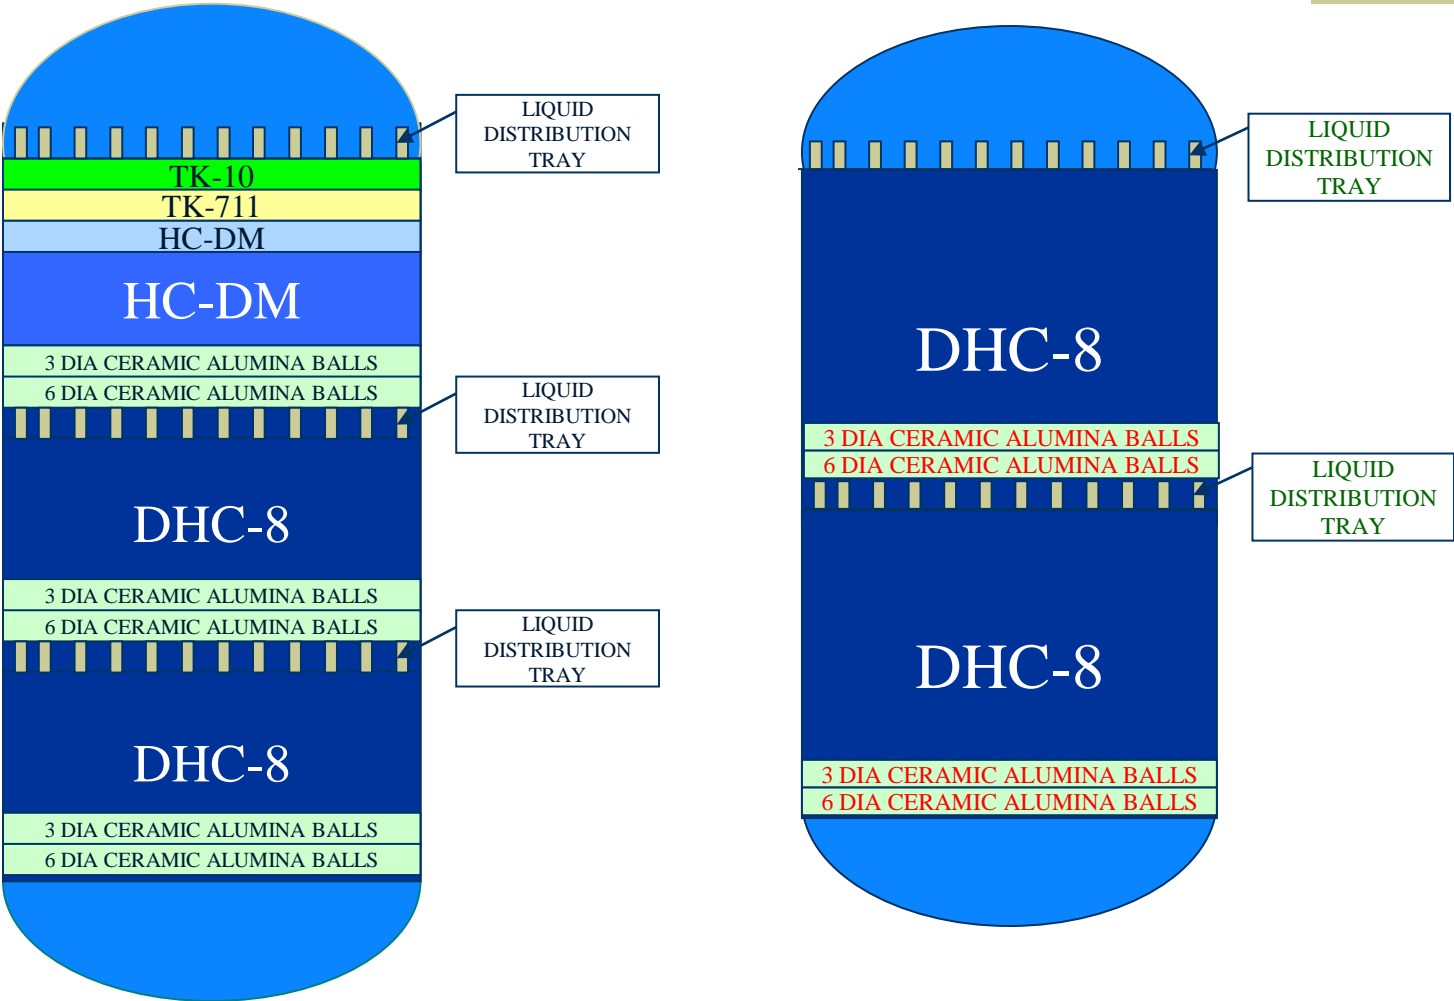 LIQUID
DISTRIBUTION
TRAY
TK-10
TK-711
HC-DM
HC-DM
3 DIA CERAMIC ALUMINA BALLS
6 DIA CERAMIC ALUMINA BALLS
LIQUID
DISTRIBUTION
TRAY
DHC-8
3 DIA CERAMIC ALUMINA BALLS
6 DIA CERAMIC ALUMINA BALLS
LIQUID
DISTRIBUTION
TRAY
DHC-8
3 DIA CERAMIC ALUMINA BALLS
6 DIA CERAMIC ALUMINA BALLS
LIQUID
DISTRIBUTION
TRAY
DHC-8
3 DIA CERAMIC ALUMINA BALLS
6 DIA CERAMIC ALUMINA BALLS
LIQUID
DISTRIBUTION
TRAY
DHC-8
3 DIA CERAMIC ALUMINA BALLS
6 DIA CERAMIC ALUMINA BALLS